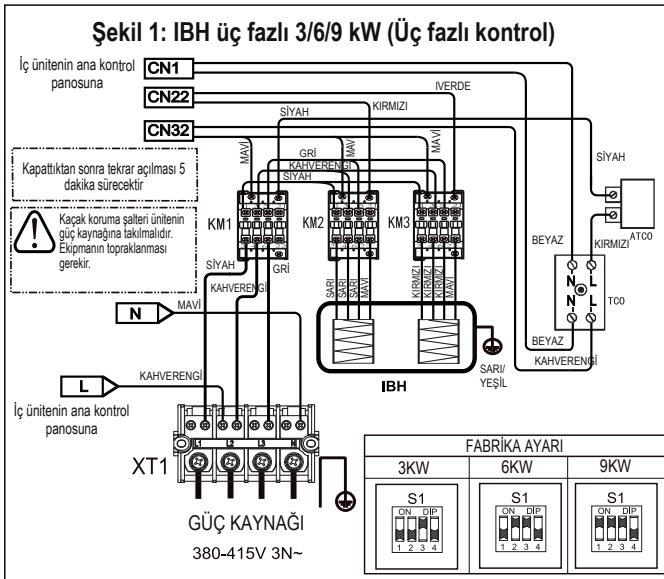 Şekil 1: IBH üç fazlı 3/6/9 kW (Üç fazlı kontrol)
İç ünitenin ana kontrol
panosuna
CN1
CN22
CN32
IVERDE
SİYAH
KIRMIZI
MAVİ
MAVİ
MAVİ
GRİ
KAHVERENGİ
SİYAH
SİYAH
Kapattıktan sonra tekrar açılması 5
dakika sürecektir
Kaçak koruma şalteri ünitenin
güç kaynağına takılmalıdır.
Ekipmanın topraklanması
gerekir.
KM1
KM2
KM3
ATCO
SİYAH
GRİ
KAHVERENGİ
BEYAZ
KIRMIZI
N
MAVİ
SARI
SARI
SARI
MAVİ
KIRMIZI
KIRMIZI
KIRMIZI
MAVİ
N L
N L
TCO
BEYAZ
KAHVERENGİ
IBH
SARI/
YEŞİL
L
KAHVERENGİ
İç ünitenin ana kontrol
panosuna
XT1
L1 L2 L3 N
GÜÇ KAYNAĞI
380-415V 3N~
FABRİKA AYARI
3KW 6KW 9KW
S1 S1 S1
ON DİP ON DİP ON DİP
1 2 3 4 1 2 3 4 1 2 3 4